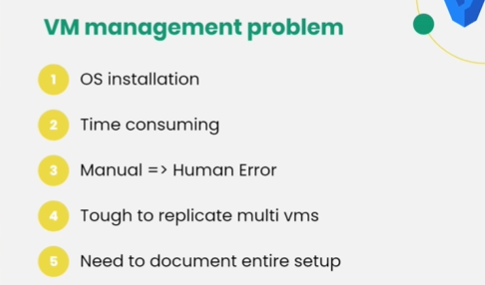 VM management problem
1 OS installation
2 Time consuming
3 Manual => Human Error
4 Tough to replicate multi vms
5 Need to document entire setup